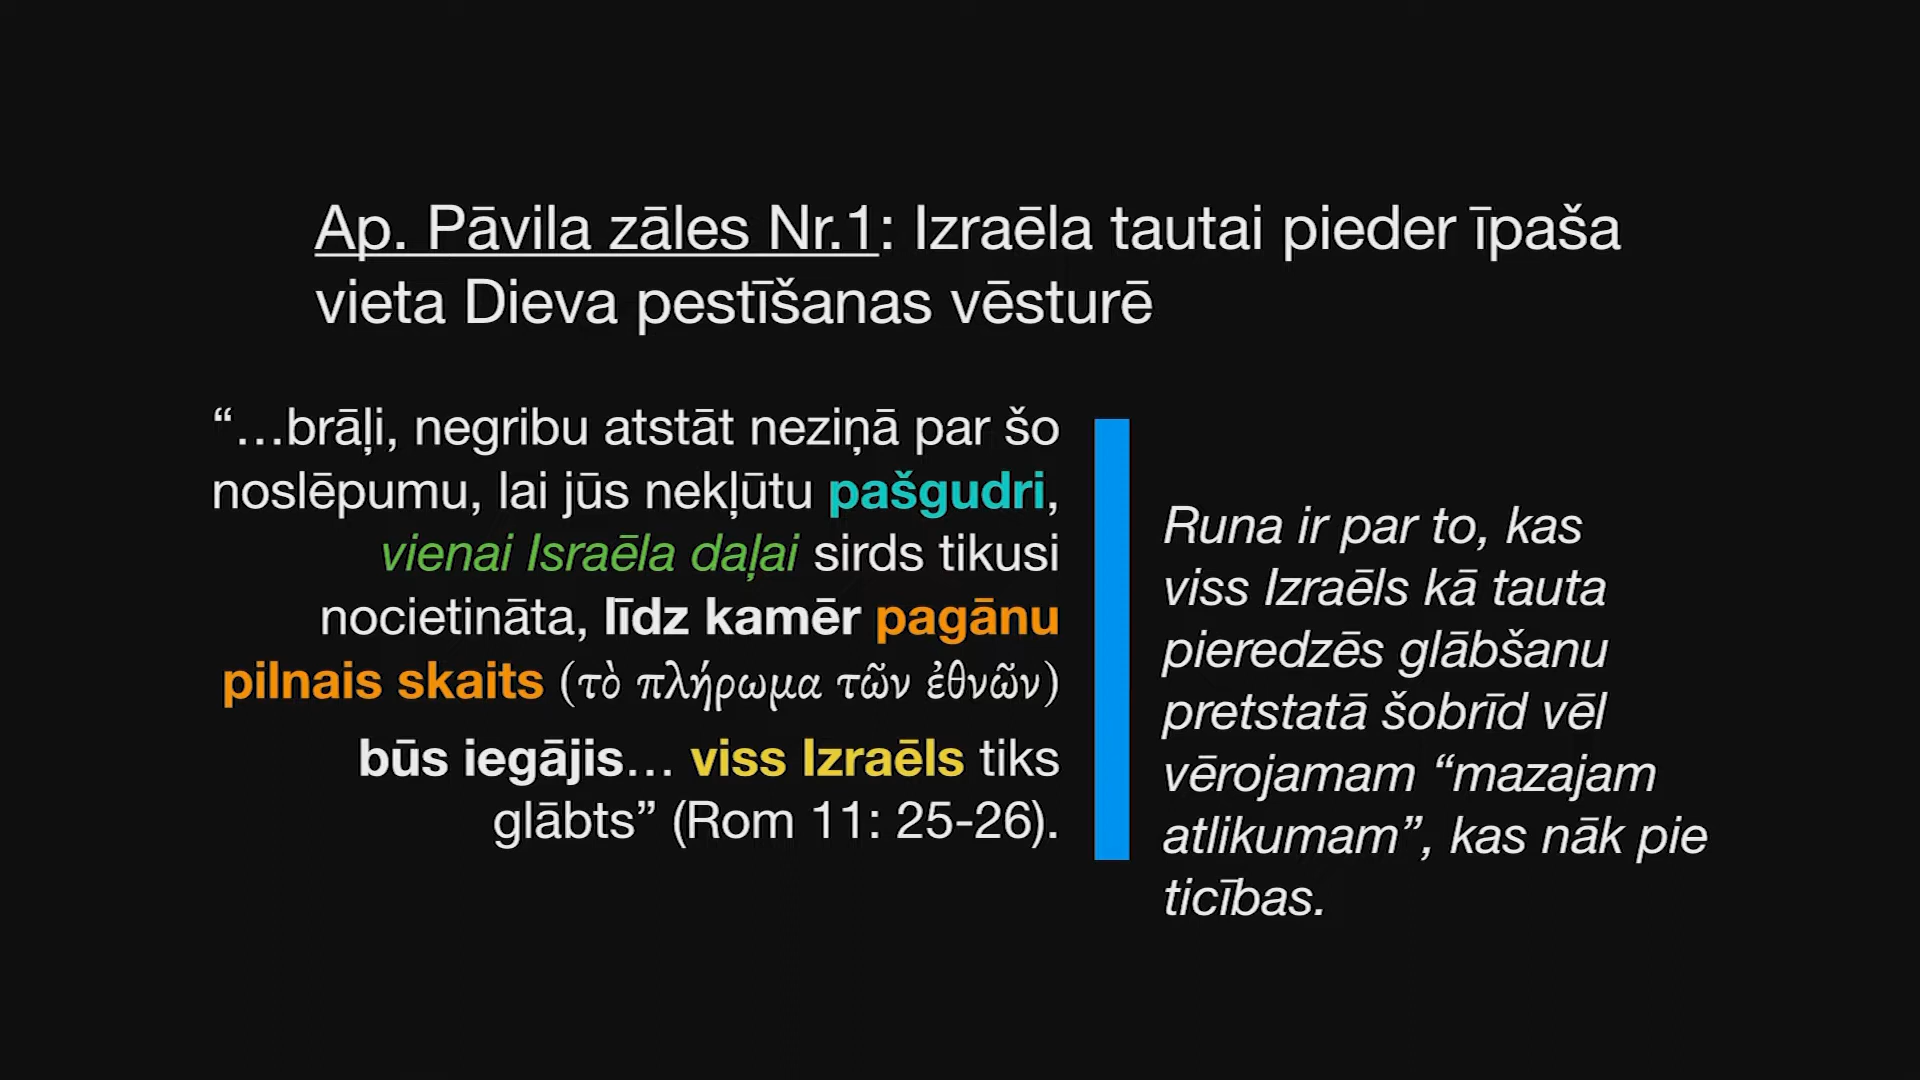 Ap. Pāvila zāles Nr.1: Izraēla tautai pieder īpaša
vieta Dieva pestīšanas vēsturē
“…brāļi, negribu atstāt neziņā par šo
noslēpumu, lai jūs nekļūtu pašgudri,
vienai Israēla daļai sirds tikusi
nocietināta, līdz kamēr pagānu
pilnais skaits (τὸ πλήρωμα τῶν ἐθνῶν)
būs iegājis… viss Izraēls tiks
glābts” (Rom 11: 25-26).
Runa ir par to, kas
viss Izraēls kā tauta
pieredzēs glābšanu
pretstatā šobrīd vēl
vērojamam “mazajam
atlikumam”, kas nāk pie
ticības.